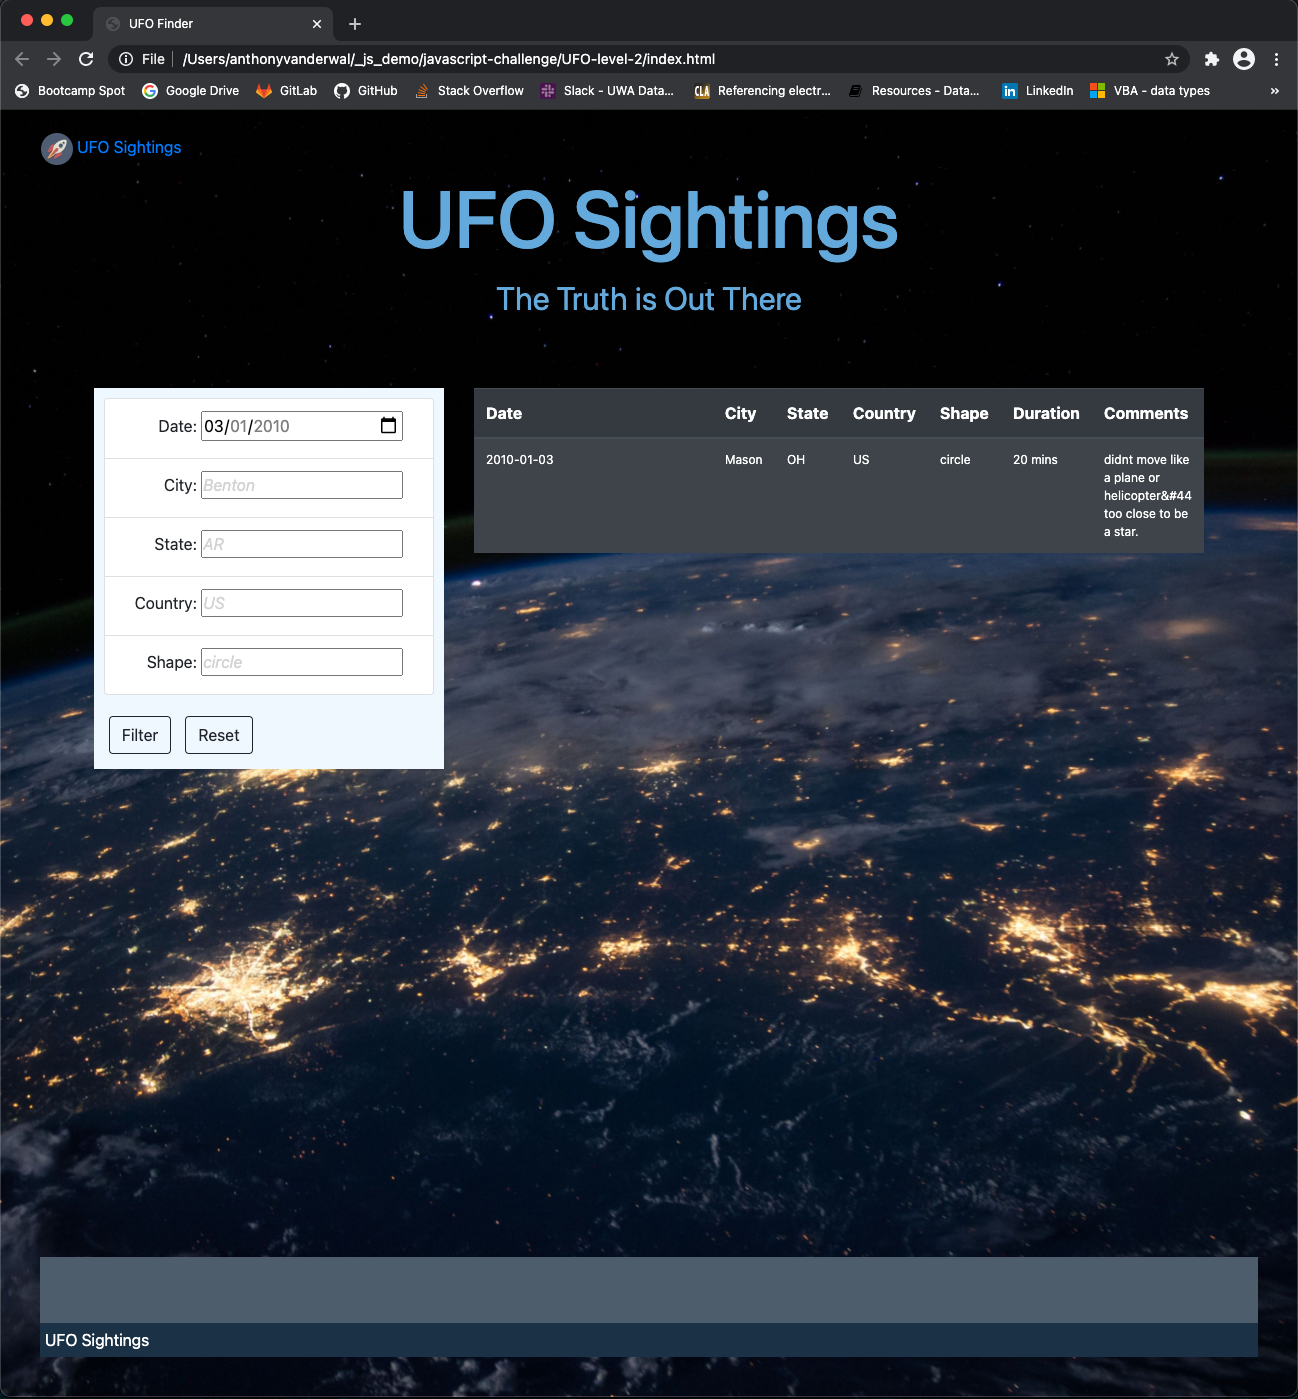 UFO Finder
File /Users/anthonyvanderwal/_js_demo/javascript-challenge/UFO-level-2/index.html
Bootcamp Spot Google Drive GitLab GitHub Stack Overflow Slack - UWA Data... CLA Referencing electr... Resources - Data... in LinkedIn VBA - data types »
UFO Sightings
UFO Sightings
The Truth is Out There
Date: 03/01/2010
City: Benton
State: AR
Country: US
Shape: circle
Filter Reset
Date City State Country Shape Duration Comments
2010-01-03 Mason OH US circle 20 mins didnt move like
a plane or
helicopter&#44
too close to be
a star.
UFO Sightings